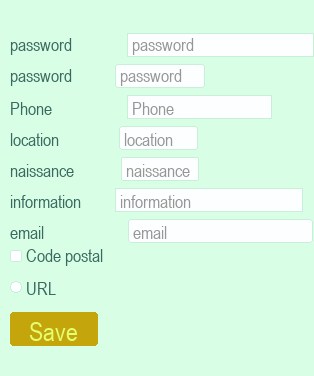 password password
password password
Phone Phone
location location
naissance naissance
information information
email email
Code postal
URL
Save